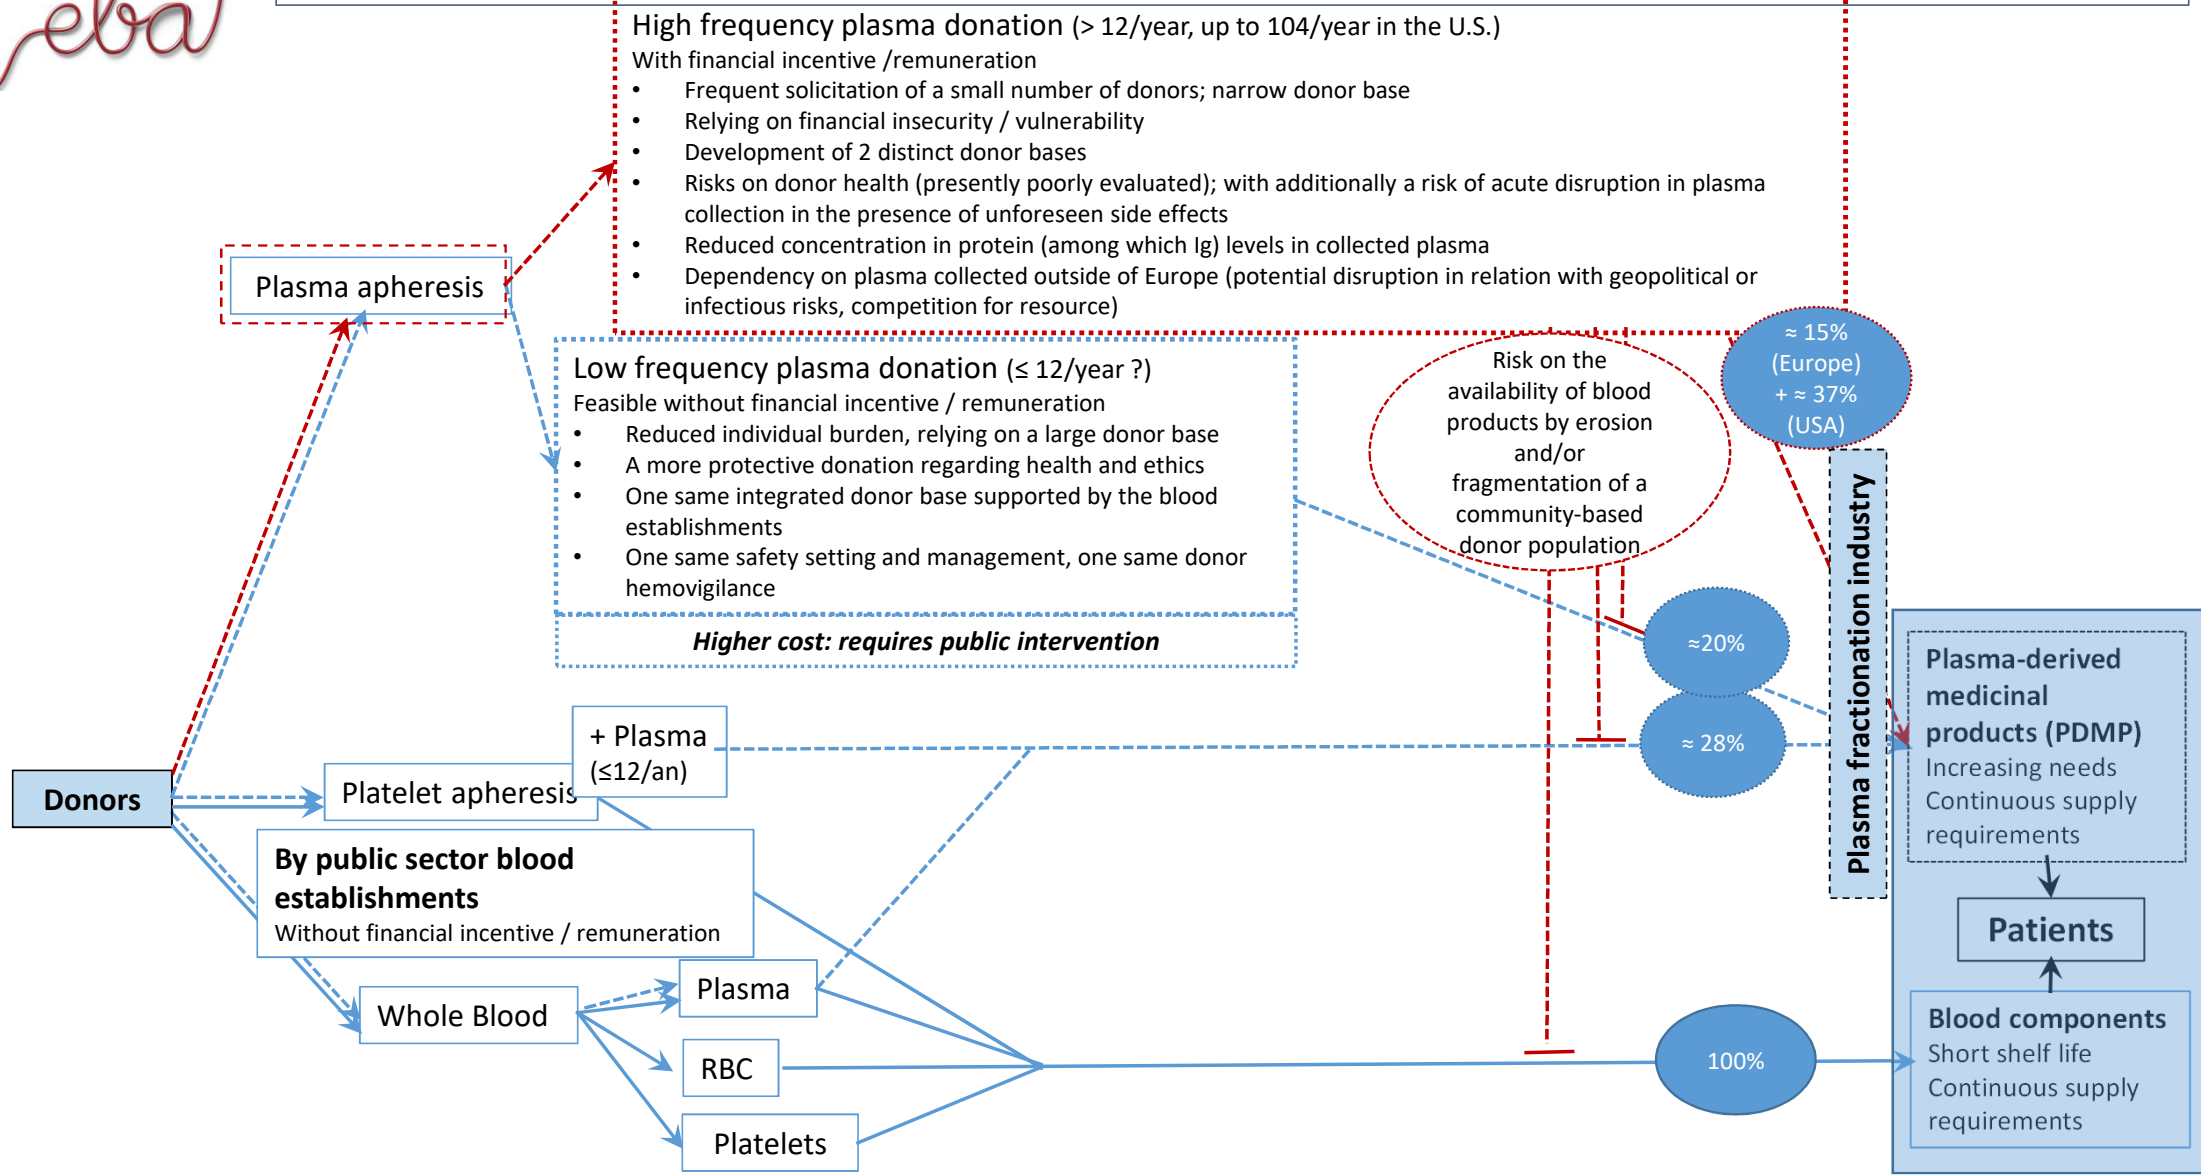 eba
High frequency plasma donation (> 12/year, up to 104/year in the U.S.)
With financial incentive /remuneration
• Frequent solicitation of a small number of donors; narrow donor base
• Relying on financial insecurity / vulnerability
• Development of 2 distinct donor bases
• Risks on donor health (presently poorly evaluated); with additionally a risk of acute disruption in plasma
collection in the presence of unforeseen side effects
• Reduced concentration in protein (among which Ig) levels in collected plasma
• Dependency on plasma collected outside of Europe (potential disruption in relation with geopolitical or
infectious risks, competition for resource)
Plasma apheresis
Low frequency plasma donation (≤ 12/year ?)
Feasible without financial incentive / remuneration
• Reduced individual burden, relying on a large donor base
• A more protective donation regarding health and ethics
• One same integrated donor base supported by the blood
establishments
• One same safety setting and management, one same donor
hemovigilance
Higher cost: requires public intervention
Risk on the
availability of blood
products by erosion
and/or
fragmentation of a
community-based
donor population
≈ 15%
(Europe)
+ ≈ 37%
(USA)
≈20%
≈ 28%
Plasma fractionation industry
Plasma-derived
medicinal
products (PDMP)
Increasing needs
Continuous supply
requirements
Patients
Blood components
Short shelf life
Continuous supply
requirements
Donors
Platelet apheresis
+ Plasma
(≤12/an)
By public sector blood
establishments
Without financial incentive / remuneration
Whole Blood
Plasma
RBC
Platelets
100%